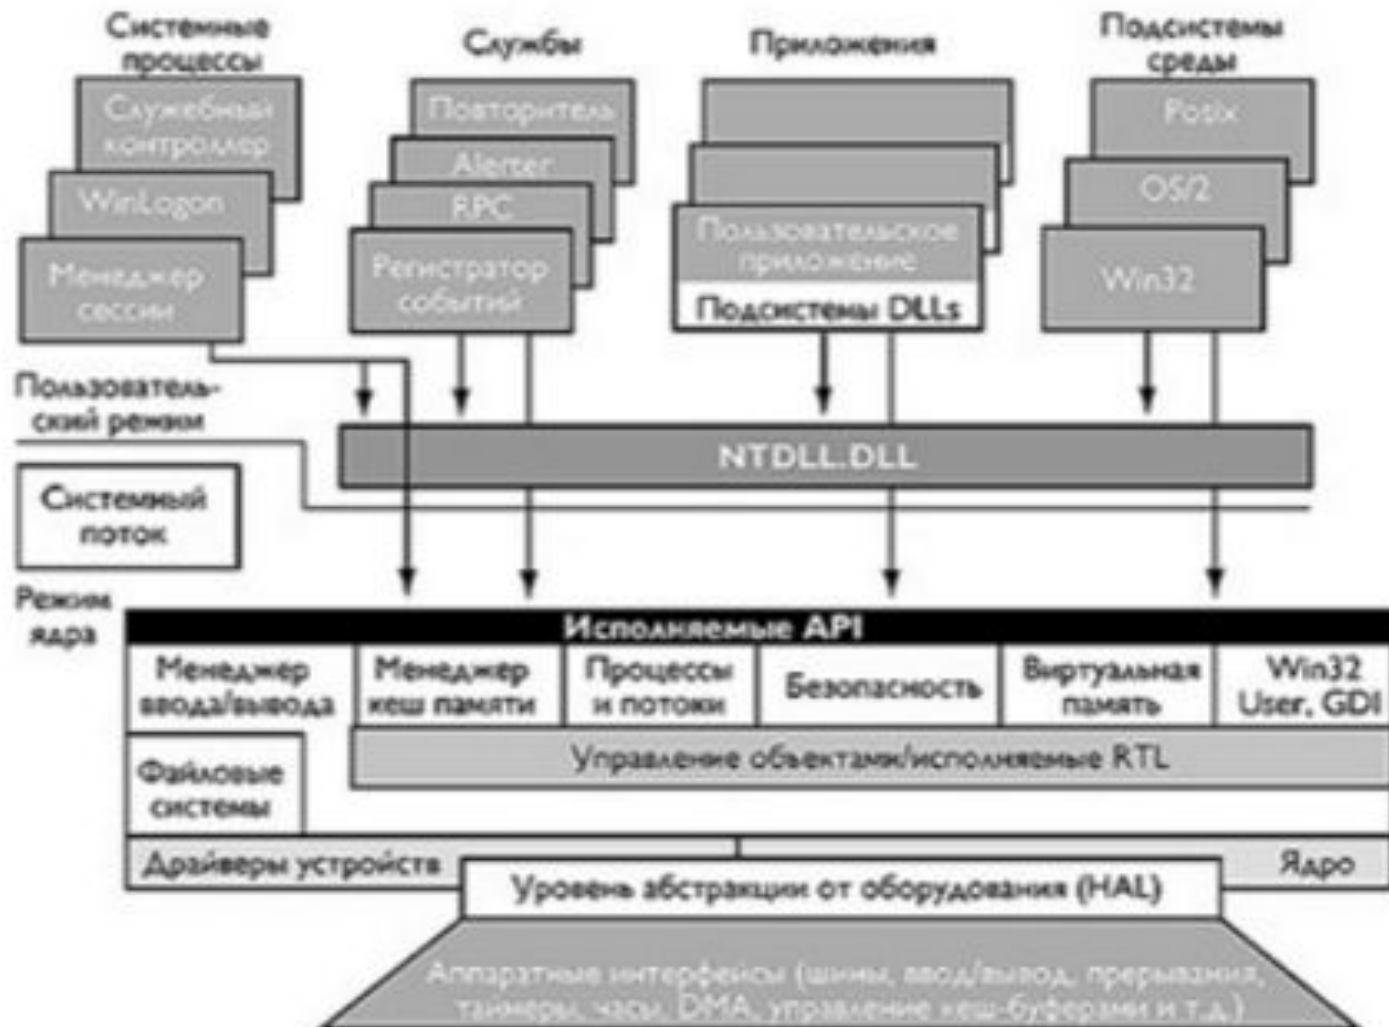 Системные
процессы
Службы
Приложения
Подсистемы
среды
Служебный
контроллер
WinLogon
Менеджер
сессии
Повторитель
Alerter
RPC
Регистратор
событий
Пользовательское
приложение
Подсистемы DLLs
Posix
OS/2
Win32
Пользователь-
ский режим
NTDLL.DLL
Системный
поток
Режим
ядра
Исполняемые API
Менеджер
ввода/вывода
Менеджер
кеш памяти
Процессы
и потоки
Безопасность
Виртуальная
память
Win32
User, GDI
Управление объектами/исполняемые RTL
Файловые
системы
Драйверы устройств
Ядро
Уровень абстракции от оборудования (HAL)
Аппаратные интерфейсы (шины, ввод/вывод, прерывания,
таймеры, часы, DMA, управление кеш-буферами и т.д.)